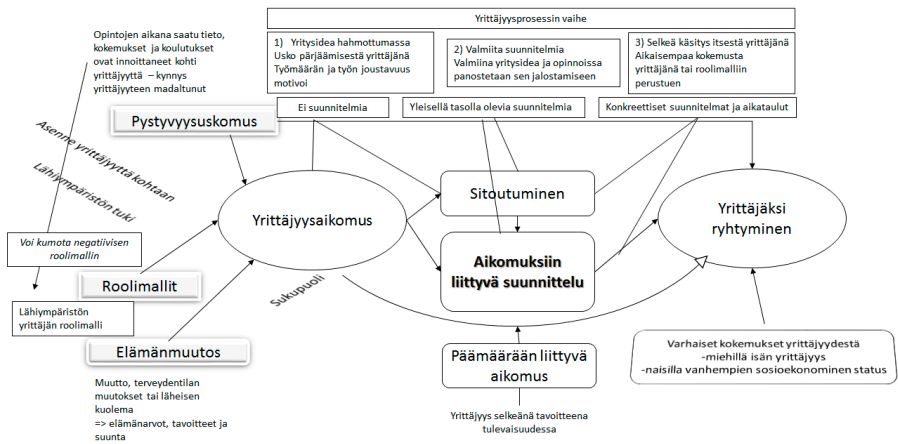 Yrittäjyysprosessin vaihe
Opintojen aikana saatu tieto,
kokemukset ja koulutukset
ovat innoittaneet kohti
yrittäjyyttä – kynnys
yrittäjyyteen madaltunut
1) Yritysidea hahmottumassa
Usko pärjäämisestä yrittäjänä
Työmäärän ja työn joustavuus
motivoi
2) Valmiita suunnitelmia
Valmiina yritysidea ja opinnoissa
panostetaan sen jalostamiseen
3) Selkeä käsitys itsestä yrittäjänä
Aikaisempaa kokemusta
yrittäjänä tai roolimalliin
perustuen
Ei suunnitelmia
Yleisellä tasolla olevia suunnitelmia
Konkreettiset suunnitelmat ja aikataulut
Pystyvyysuskomus
Asenne yrittäjyyttä kohtaan
Lähiympäristön tuki
Yrittäjyysaikomus
Sitoutuminen
Yrittäjäksi
ryhtyminen
Voi kumota negatiivisen
roolimallin
Aikomuksiin
liittyvä suunnittelu
Roolimallit
Sukupuoli
Lähiympäristön
yrittäjän roolimalli
Elämänmuutos
Päämäärään liittyvä
aikomus
Varhaiset kokemukset yrittäjyydestä
-miehillä isän yrittäjyys
-naisilla vanhempien sosioekonominen status
Muutto, terveydentilan
muutokset tai läheisen
kuolema
=> elämänarvot, tavoitteet ja
suunta
Yrittäjyys selkeänä tavoitteena
tulevaisuudessa